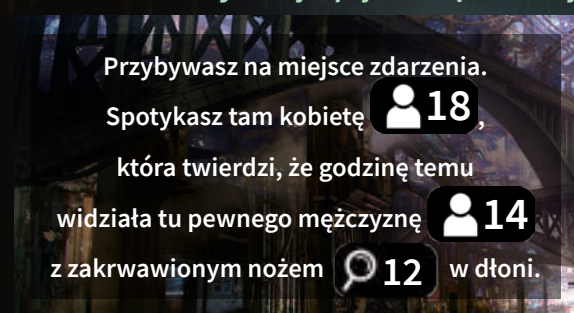 Przybywasz na miejsce zdarzenia.
Spotykasz tam kobietę 18,
która twierdzi, że godzinę temu
widziała tu pewnego mężczyznę 14
z zakrwawionym nożem 12 w dłoni.